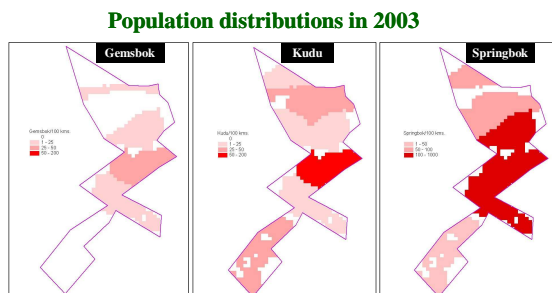 Population distributions in 2003
Gemsbok
Kudu
Springbok
Gemsbok/100 kms.
0
1 - 25
25 - 50
50 - 200
Kudu/100 kms.
0
1 - 25
25 - 50
50 - 200
Springbok/100 kms.
1 - 50
50 - 100
100 - 1000